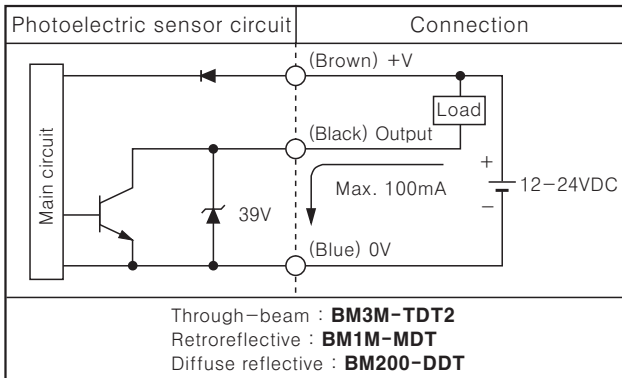 Photoelectric sensor circuit
Connection
(Brown) +V
Load
(Black) Output
Main circuit
Max. 100mA
+
12-24VDC
-
39V
(Blue) 0V
Through-beam : BM3M-TDT2
Retroreflective : BM1M-MDT
Diffuse reflective : BM200-DDT